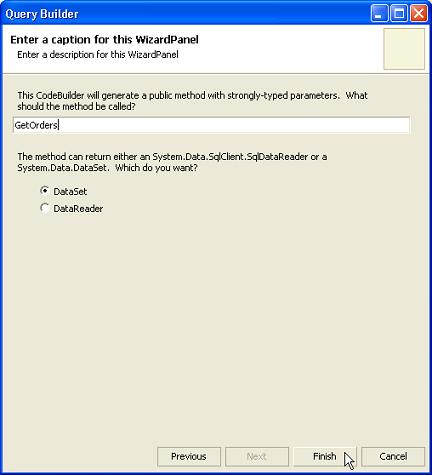 Query Builder
Enter a caption for this WizardPanel
Enter a description for this WizardPanel
This CodeBuilder will generate a public method with strongly-typed parameters. What
should the method be called?
GetOrders
The method can return either an System.Data.SqlClient.SqlDataReader or a
System.Data.DataSet. Which do you want?
DataSet
DataReader
Previous Next Finish Cancel